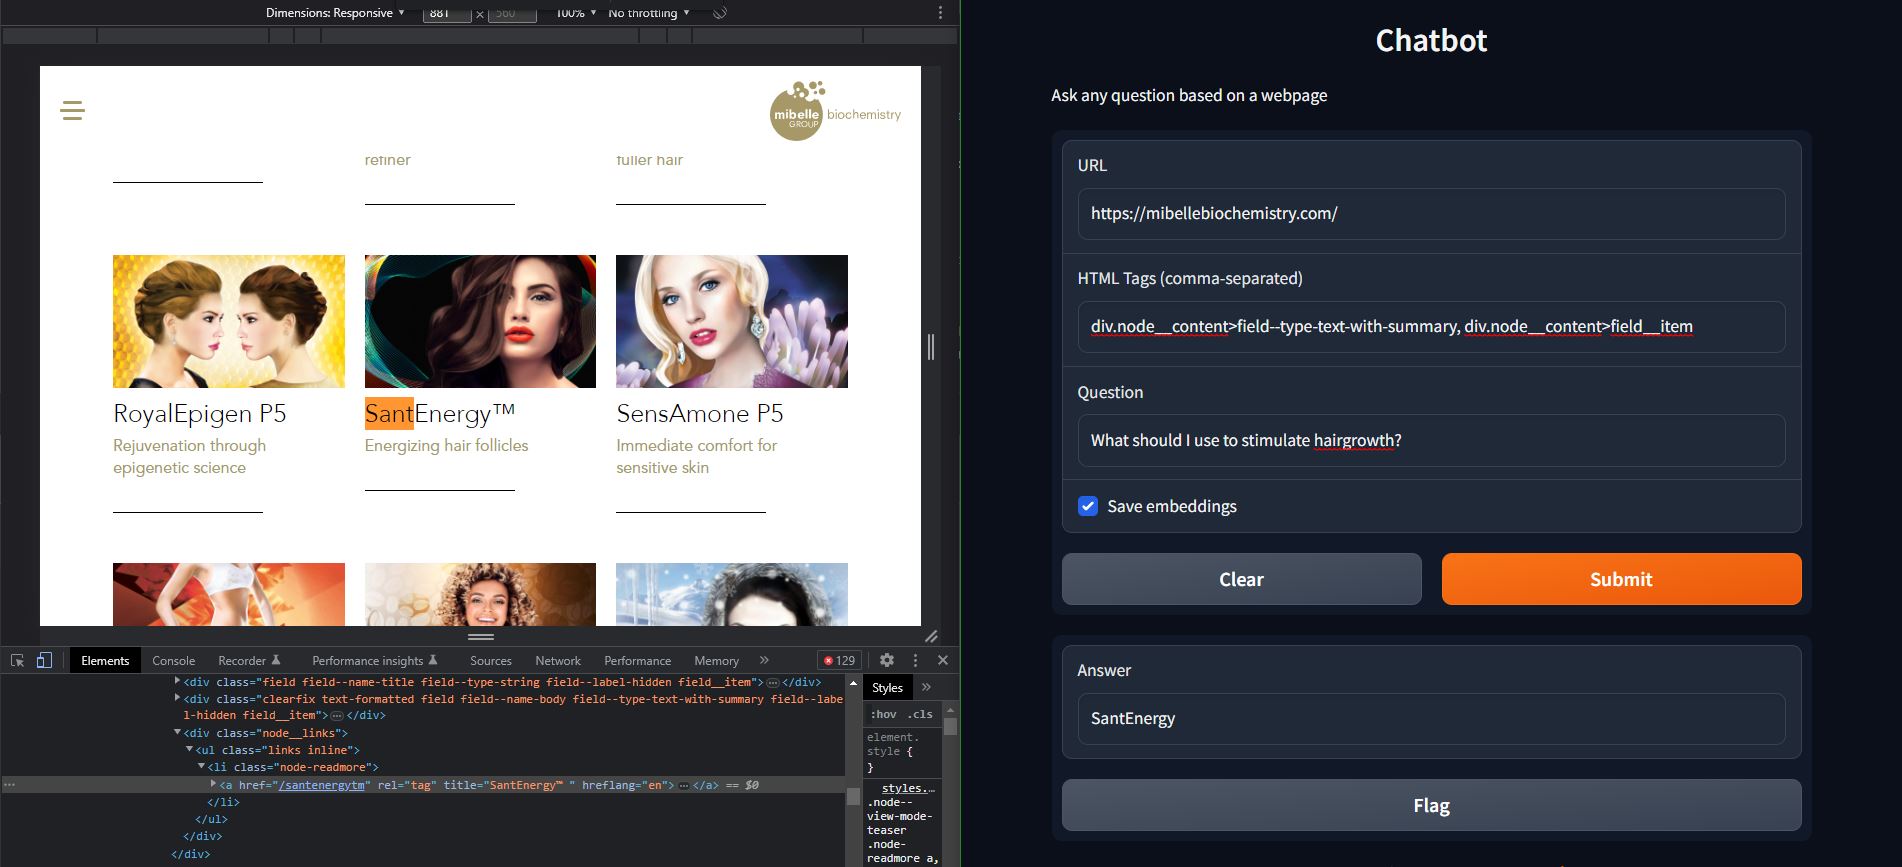 Dimensions: Responsive
881 × 560
100%
No throttling
mibelle
GROUP
biochemistry
refiner
fuller hair
RoyalEpigen P5
Rejuvenation through
epigenetic science
SantEnergy™
Energizing hair follicles
SensAmone P5
Immediate comfort for
sensitive skin
Elements Console Recorder Performance insights Sources Network Performance Memory » 129
<div class="field field--name-title field--type-string field--label-hidden field__item">…</div>
<div class="clearfix text-formatted field field--name-body field--type-text-with-summary field--labe
l-hidden field__item">…</div>
<div class="node__links">
<ul class="links inline">
<li class="node-readmore">
… <a href="/santenergytm" rel="tag" title="SantEnergy™ " hreflang="en">…</a> == $0
</li>
</ul>
</div>
</div>
Styles »
:hov .cls
element.
style {
}
styles.…
.node--
view-mode-
teaser
.node-
readmore a,
Chatbot
Ask any question based on a webpage
URL
https://mibellebiochemistry.com/
HTML Tags (comma-separated)
div.node__content>field--type-text-with-summary, div.node__content>field__item
Question
What should I use to stimulate hairgrowth?
Save embeddings
Clear
Submit
Answer
SantEnergy
Flag